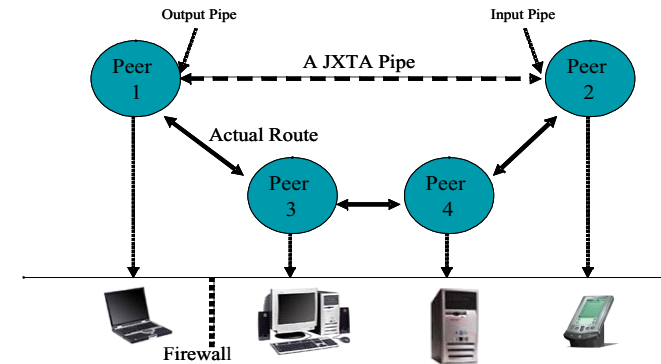 Output Pipe
Input Pipe
Peer
1
A JXTA Pipe
Peer
2
Actual Route
Peer
3
Peer
4
Firewall